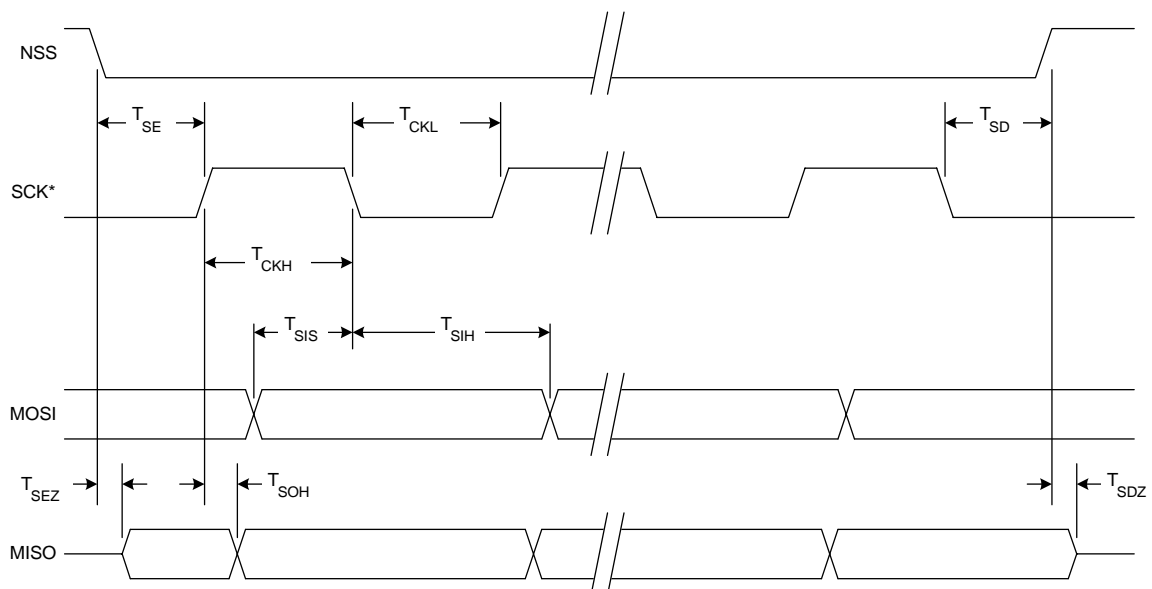 NSS
T_SE
T_CKL
T_SD
SCK*
T_CKH
T_SIS
T_SIH
MOSI
T_SEZ
T_SOH
T_SDZ
MISO